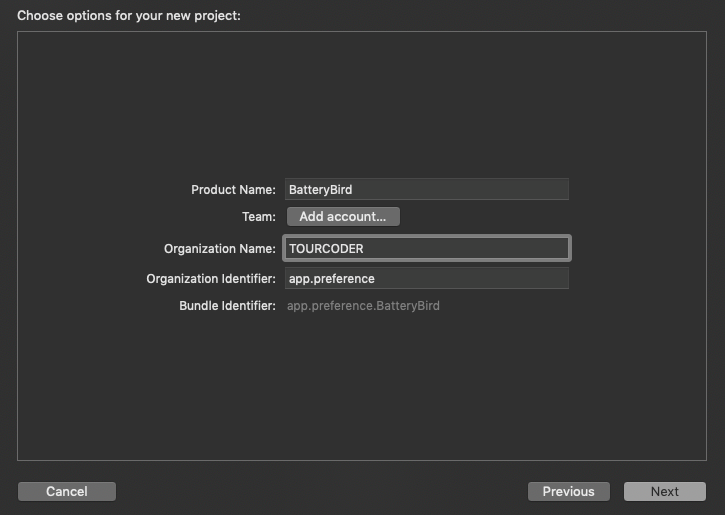 Choose options for your new project:
Product Name: BatteryBird
Team: Add account...
Organization Name: TOURCODER
Organization Identifier: app.preference
Bundle Identifier: app.preference.BatteryBird
Cancel Previous Next